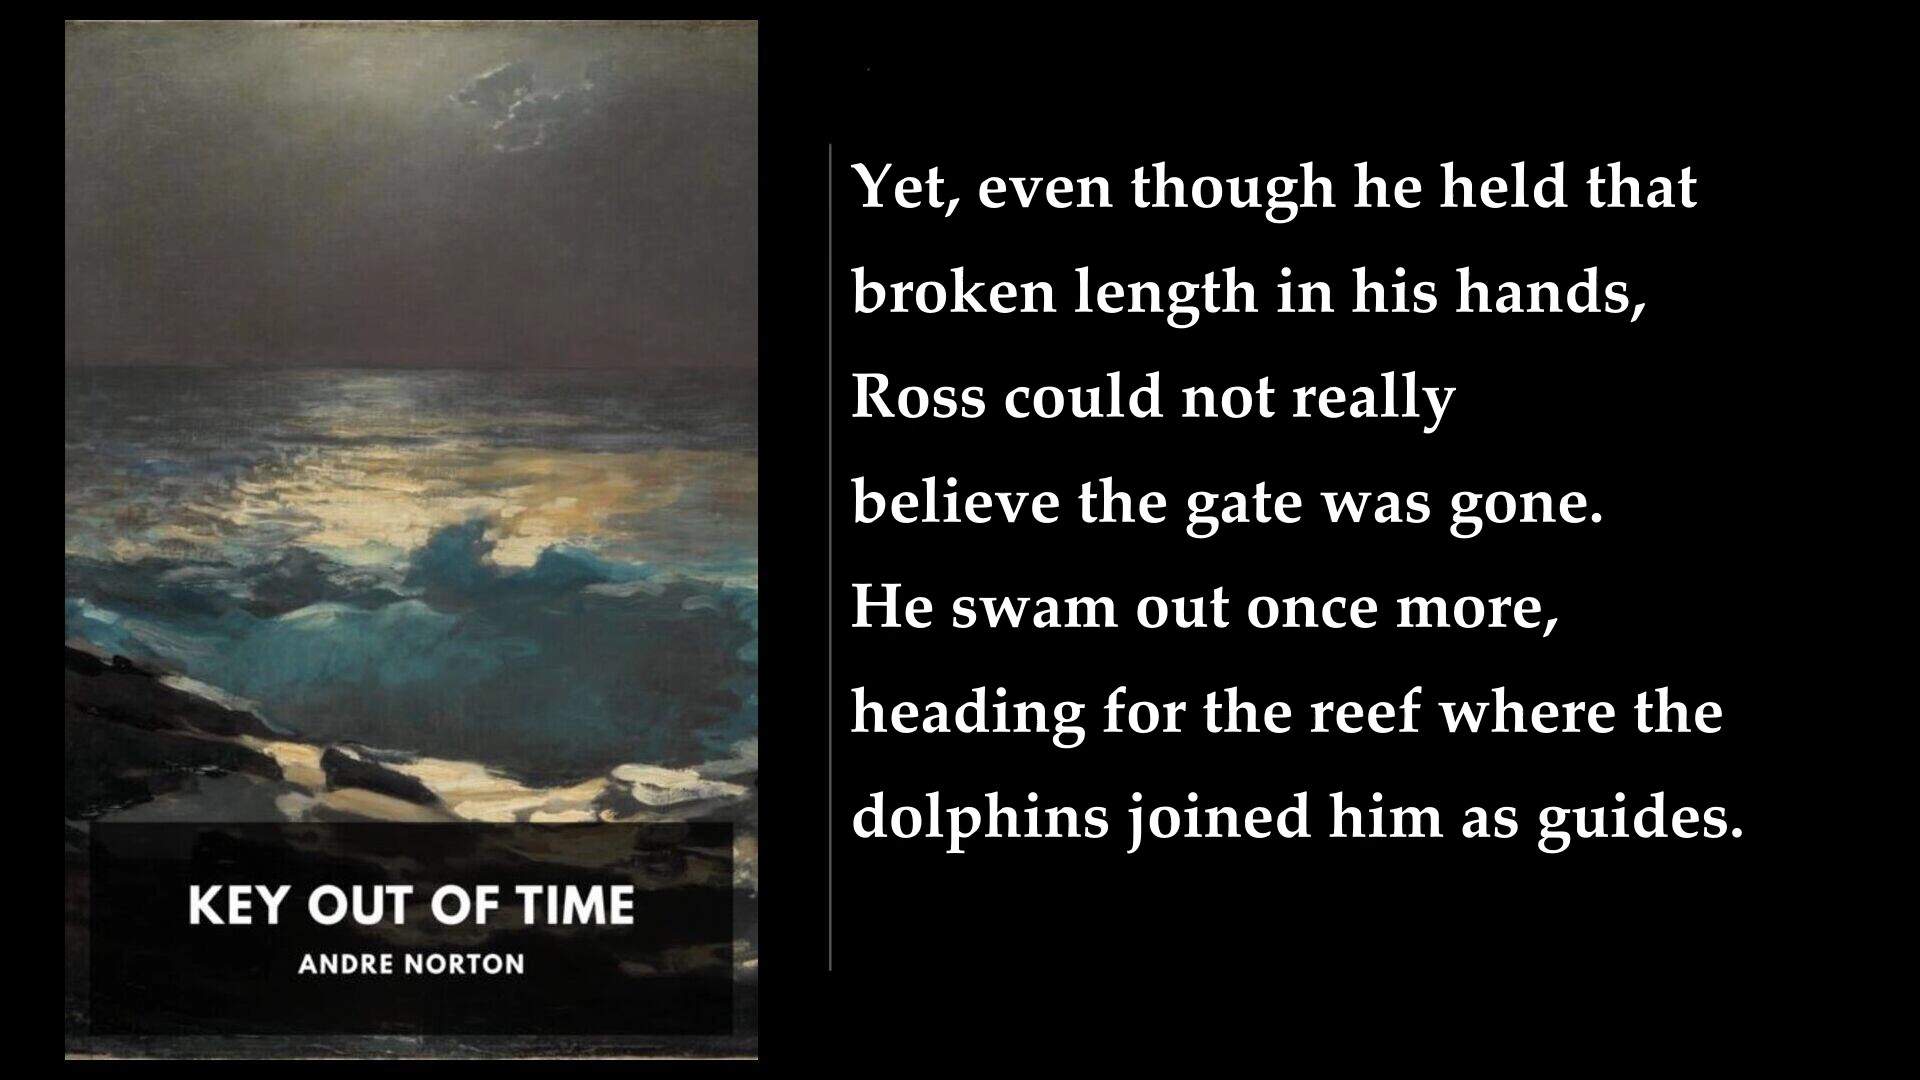 KEY OUT OF TIME
ANDRE NORTON
Yet, even though he held that
broken length in his hands,
Ross could not really
believe the gate was gone.
He swam out once more,
heading for the reef where the
dolphins joined him as guides.